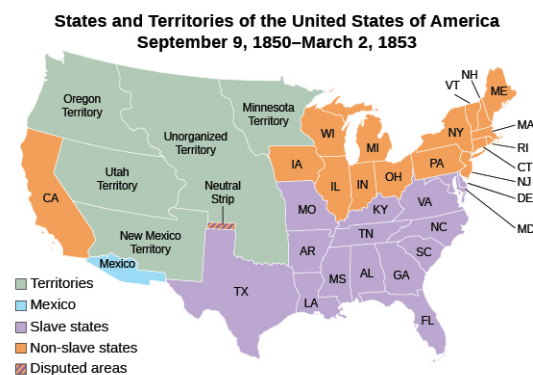 States and Territories of the United States of America
September 9, 1850–March 2, 1853
Oregon
Territory
Minnesota
Territory
Unorganized
Territory
Utah
Territory
Neutral
Strip
New Mexico
Territory
Mexico
CA
TX
WI
MI
IA
IL
IN
OH
PA
NY
VT
NH
ME
MA
RI
CT
NJ
DE
MD
MO
KY
VA
TN
NC
AR
SC
MS
AL
GA
LA
FL
Territories
Mexico
Slave states
Non-slave states
Disputed areas